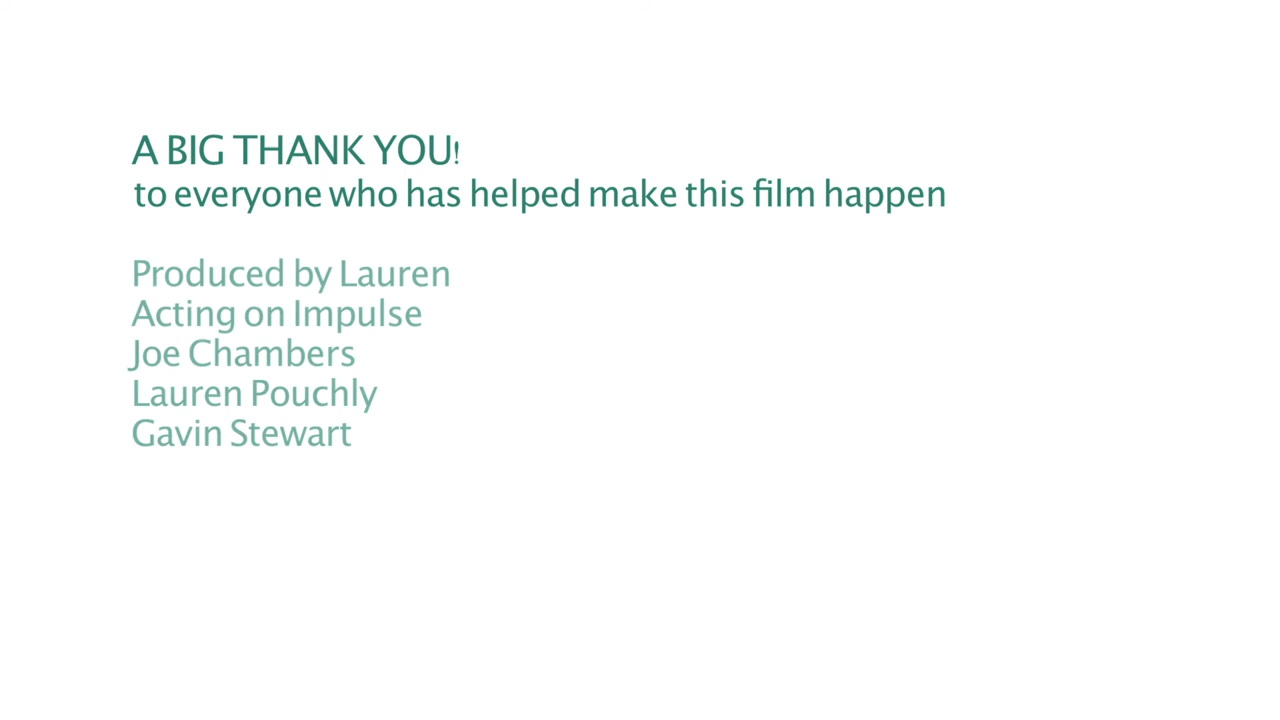 A BIG THANK YOU!
to everyone who has helped make this film happen
Produced by Lauren
Acting on Impulse
Joe Chambers
Lauren Pouchly
Gavin Stewart